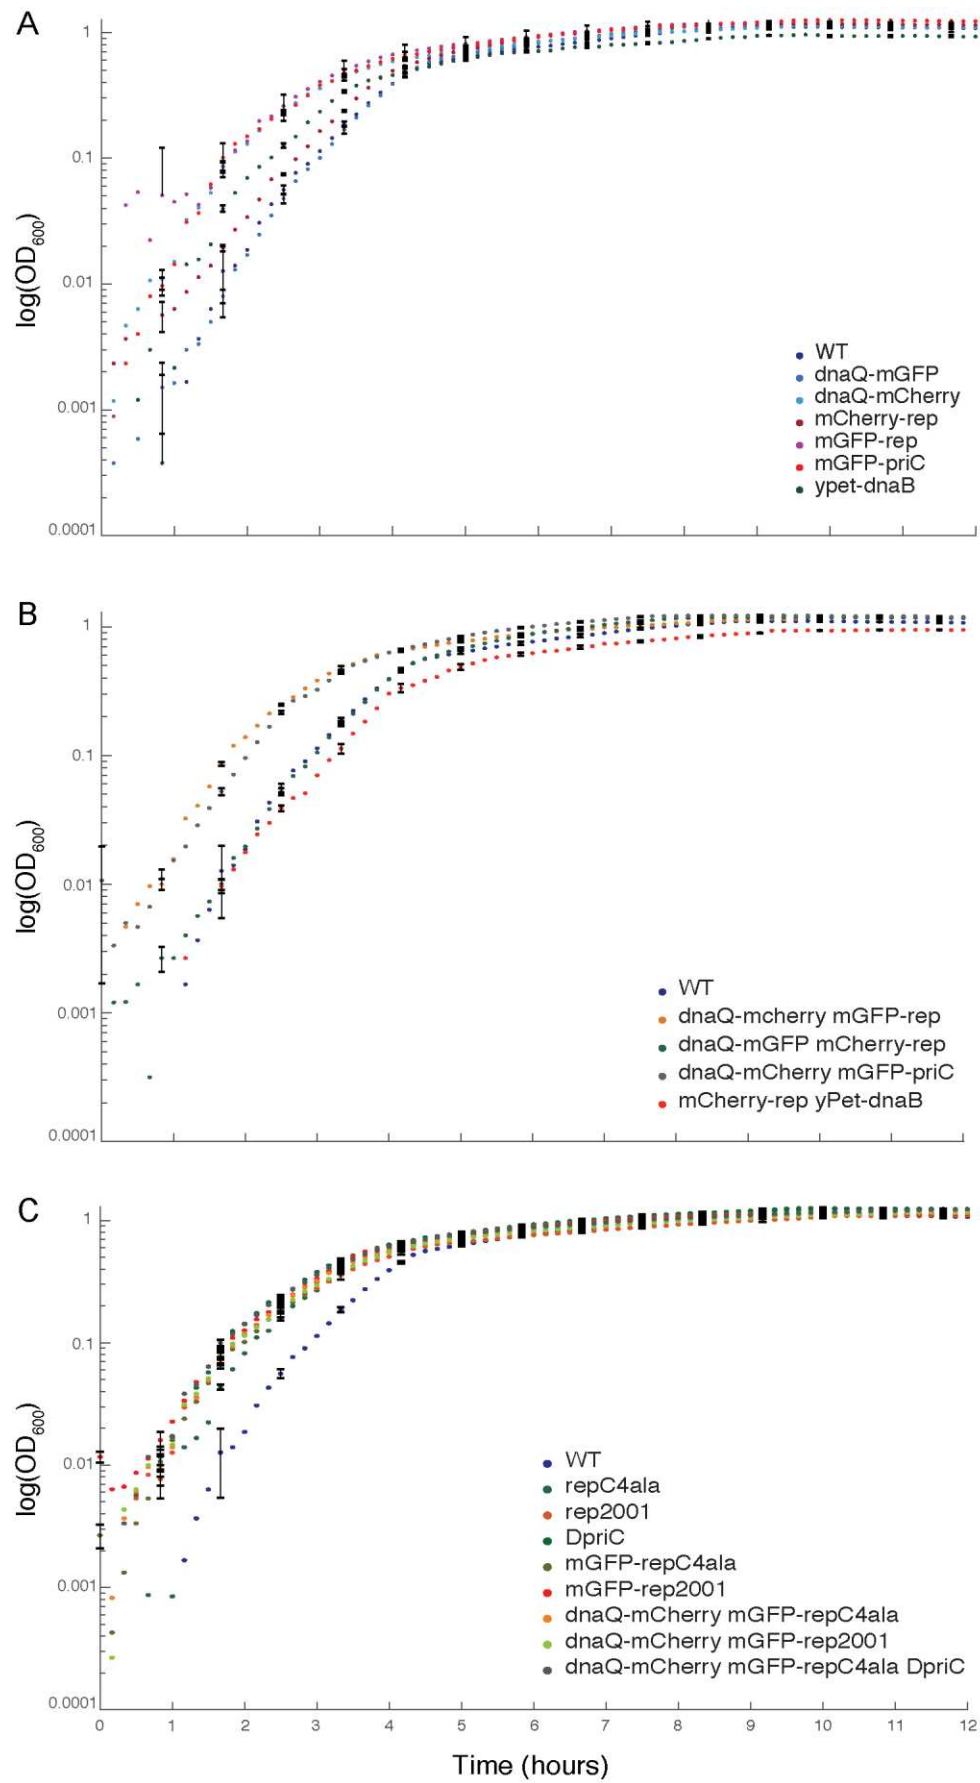 A
1
0.1
0.01
0.001
0.0001
log(OD600)
WT
dnaQ-mGFP
dnaQ-mCherry
mCherry-rep
mGFP-rep
mGFP-priC
ypet-dnaB
B
1
0.1
0.01
0.001
0.0001
log(OD600)
WT
dnaQ-mcherry mGFP-rep
dnaQ-mGFP mCherry-rep
dnaQ-mCherry mGFP-priC
mCherry-rep yPet-dnaB
C
1
0.1
0.01
0.001
0.0001
log(OD600)
WT
repC4ala
rep2001
DpriC
mGFP-repC4ala
mGFP-rep2001
dnaQ-mCherry mGFP-repC4ala
dnaQ-mCherry mGFP-rep2001
dnaQ-mCherry mGFP-repC4ala DpriC
0 1 2 3 4 5 6 7 8 9 10 11 12
Time (hours)